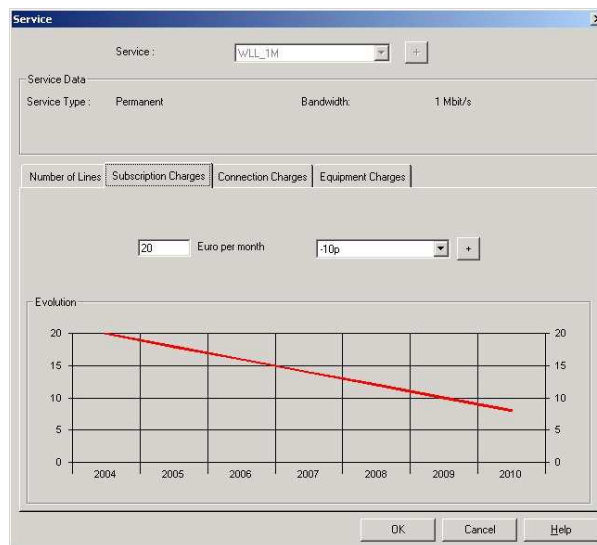 Service
Service : WLL_1M +
Service Data
Service Type : Permanent Bandwidth: 1 Mbit/s
Number of Lines Subscription Charges Connection Charges Equipment Charges
20 Euro per month -10p +
Evolution
20 20
15 15
10 10
5 5
0 0
2004 2005 2006 2007 2008 2009 2010
OK Cancel Help